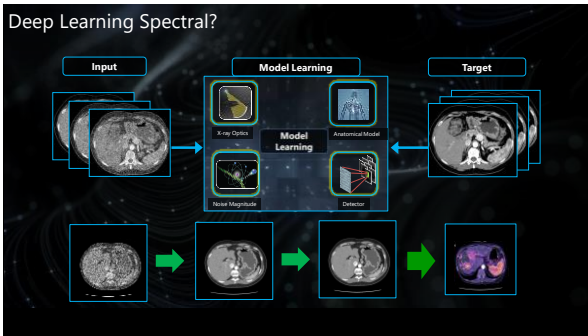 Deep Learning Spectral?
Input
Model Learning
Target
X-ray Optics
Anatomical Model
Model
Learning
Noise Magnitude
Detector